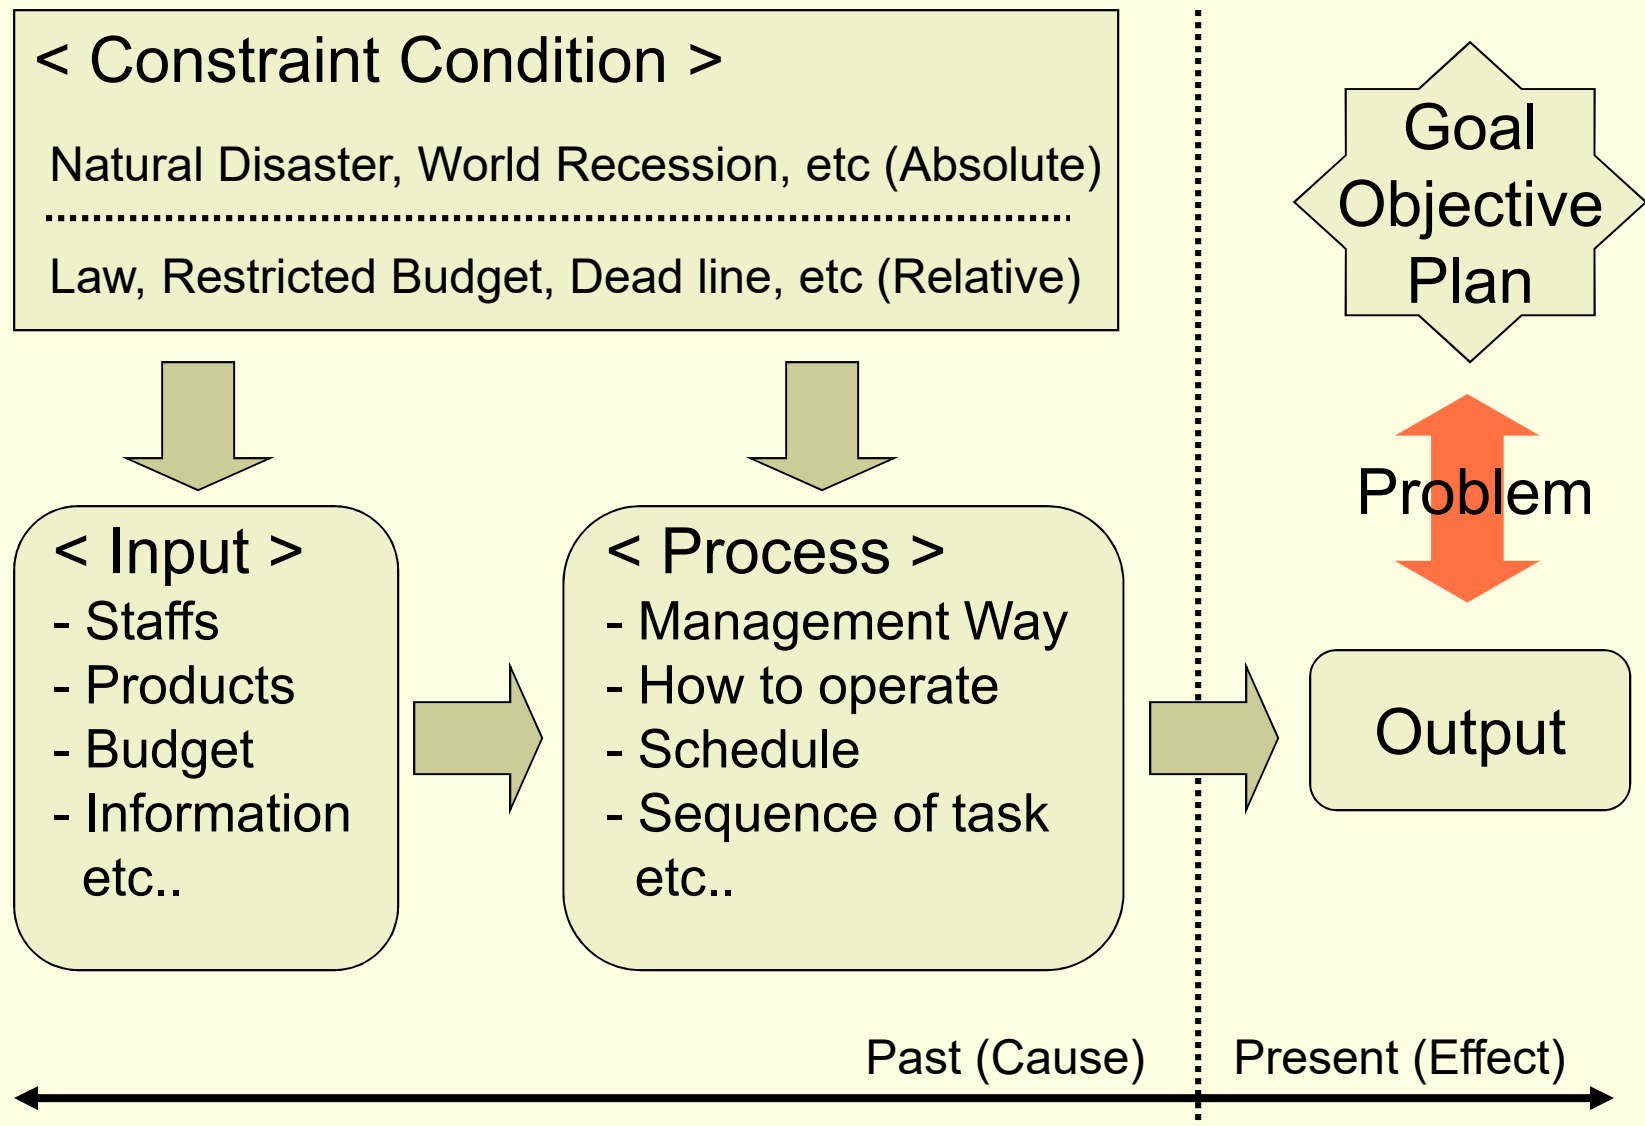 < Constraint Condition >
Natural Disaster, World Recession, etc (Absolute)
Law, Restricted Budget, Dead line, etc (Relative)
Goal
Objective
Plan
Problem
< Input >
- Staffs
- Products
- Budget
- Information
etc..
< Process >
- Management Way
- How to operate
- Schedule
- Sequence of task
etc..
Output
Past (Cause)
Present (Effect)